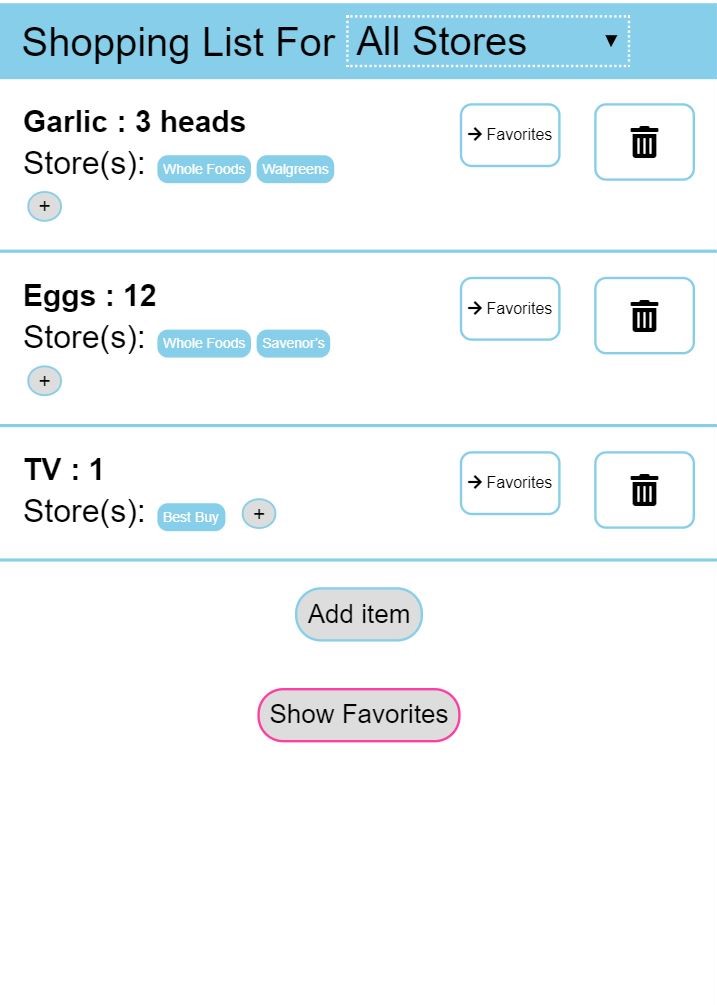 Shopping List For All Stores ▼
Garlic : 3 heads
→ Favorites
Store(s): Whole Foods Walgreens
+
Eggs : 12
→ Favorites
Store(s): Whole Foods Savenor's
+
TV : 1
→ Favorites
Store(s): Best Buy +
Add item
Show Favorites